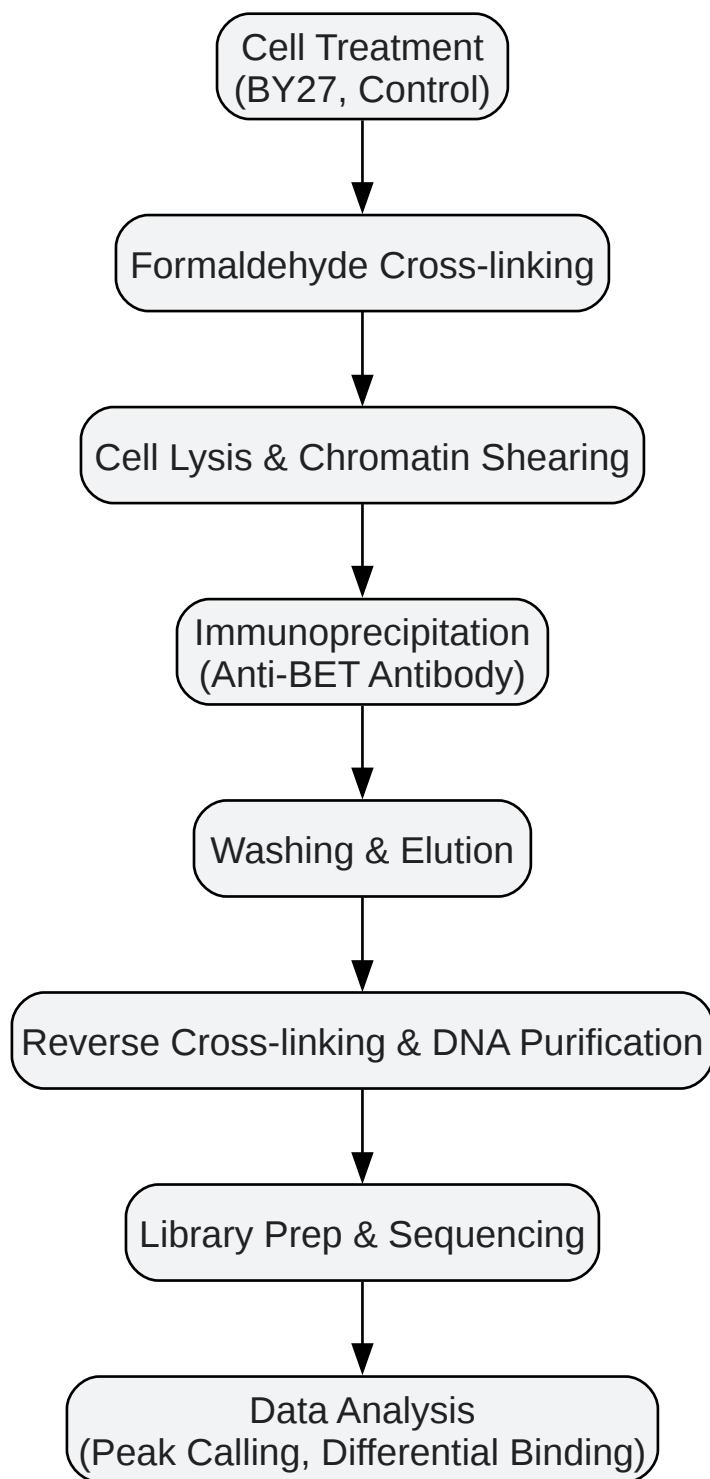 Cell Treatment
(BY27, Control)
Formaldehyde Cross-linking
Cell Lysis & Chromatin Shearing
Immunoprecipitation
(Anti-BET Antibody)
Washing & Elution
Reverse Cross-linking & DNA Purification
Library Prep & Sequencing
Data Analysis
(Peak Calling, Differential Binding)